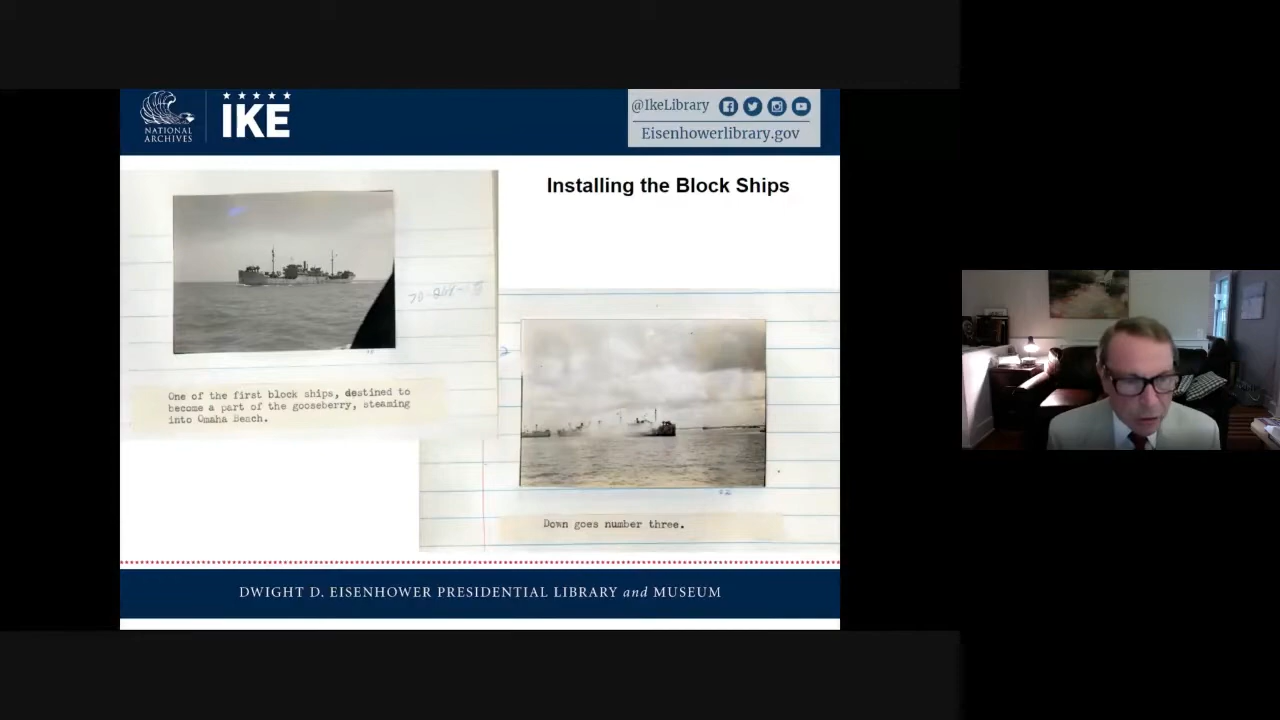 NATIONAL
ARCHIVES
IKE
@IkeLibrary
Eisenhowerlibrary.gov
Installing the Block Ships
One of the first block ships, destined to
become a part of the gooseberry, steaming
into Omaha Beach.
Down goes number three.
DWIGHT D. EISENHOWER PRESIDENTIAL LIBRARY and MUSEUM